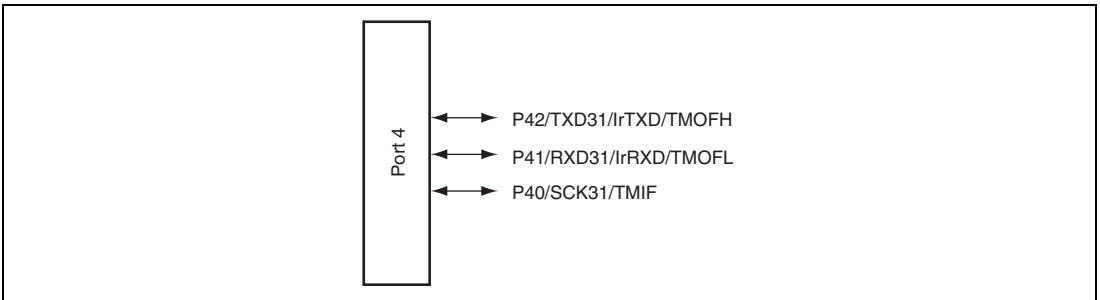 Port 4
P42/TXD31/IrTXD/TMOFH
P41/RXD31/IrRXD/TMOFL
P40/SCK31/TMIF